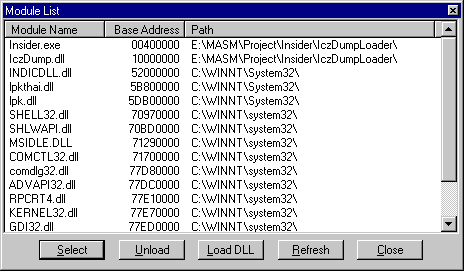 Module List
Module Name Base Address Path
Insider.exe 00400000 E:\MASM\Project\Insider\IczDumpLoader\
IczDump.dll 10000000 E:\MASM\Project\Insider\IczDumpLoader\
INDICDLL.dll 52000000 C:\WINNT\System32\
lpkthai.dll 5B800000 C:\WINNT\system32\
lpk.dll 5DB00000 C:\WINNT\system32\
SHELL32.dll 70970000 C:\WINNT\system32\
SHLWAPI.dll 70BD0000 C:\WINNT\system32\
MSIDLE.DLL 71290000 C:\WINNT\system32\
COMCTL32.dll 71700000 C:\WINNT\system32\
comdlg32.dll 77D80000 C:\WINNT\system32\
ADVAPI32.dll 77DC0000 C:\WINNT\system32\
RPCRT4.dll 77E10000 C:\WINNT\system32\
KERNEL32.dll 77E70000 C:\WINNT\system32\
GDI32.dll 77ED0000 C:\WINNT\system32\
Select Unload Load DLL Refresh Close